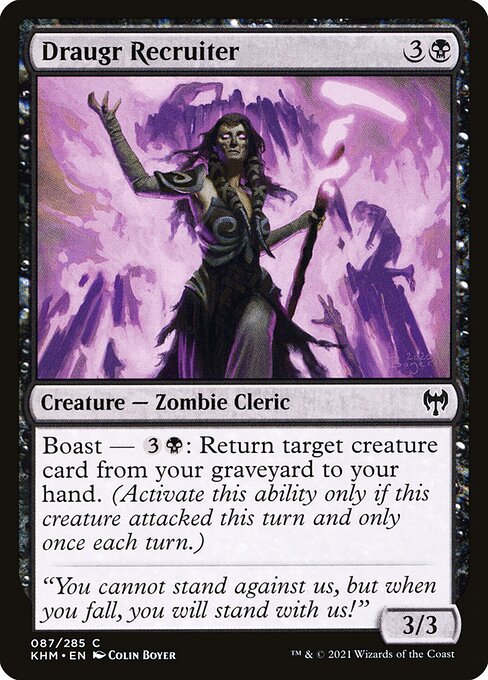 Draugr Recruiter 3
Creature — Zombie Cleric
Boast — 3: Return target creature
card from your graveyard to your
hand. (Activate this ability only if this
creature attacked this turn and only
once each turn.)
“You cannot stand against us, but when
you fall, you will stand with us!”
3/3
087/285 C
KHM • EN Colin Boyer
™ & © 2021 Wizards of the Coast